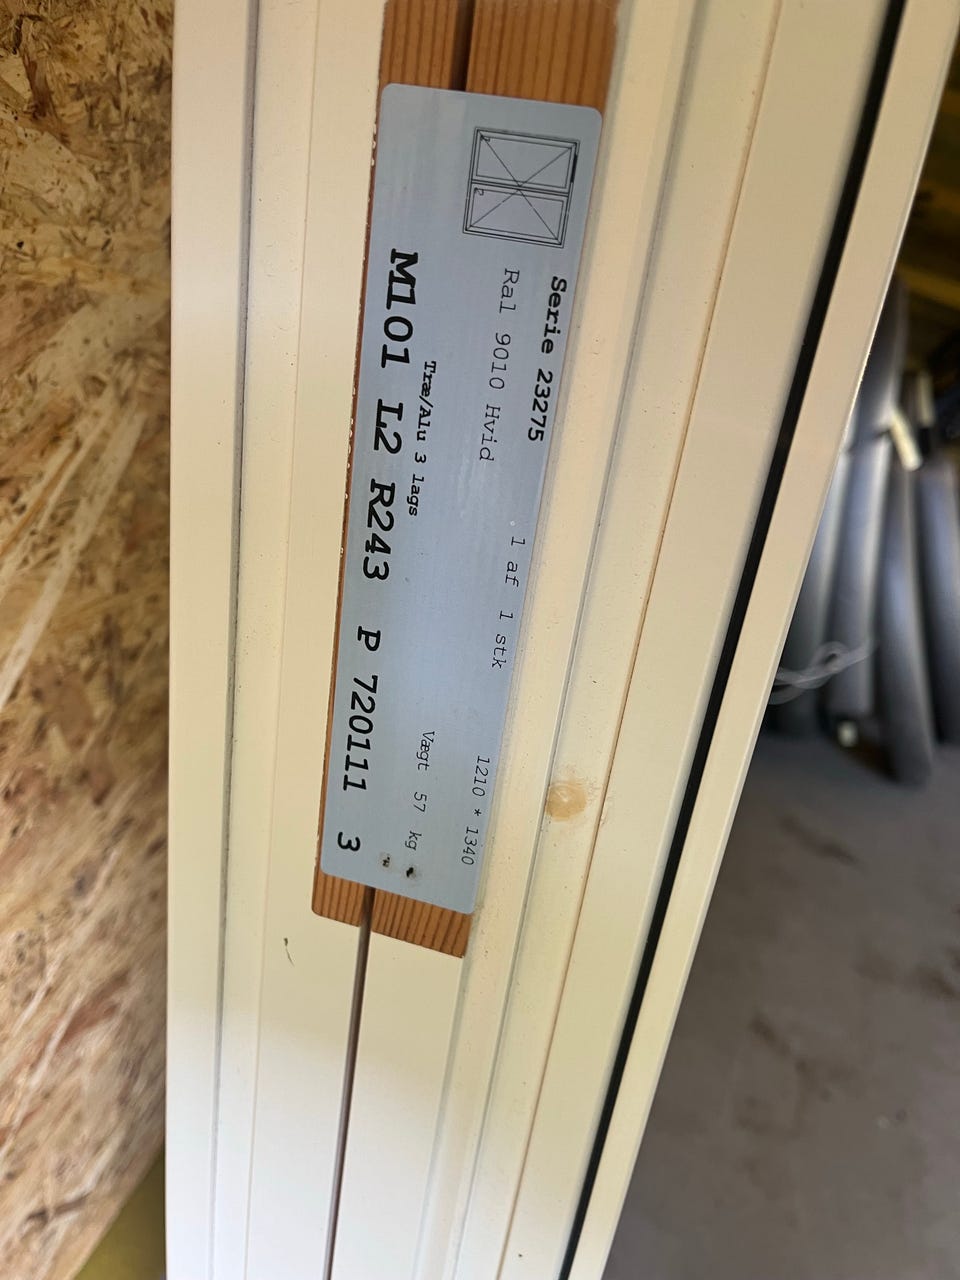 Serie 23275
Ral 9010 Hvid 1 af 1 stk 1210 * 1340
Træ/Alu 3 lags Vægt 57 kg
M101 L2 R243 P 720111 3